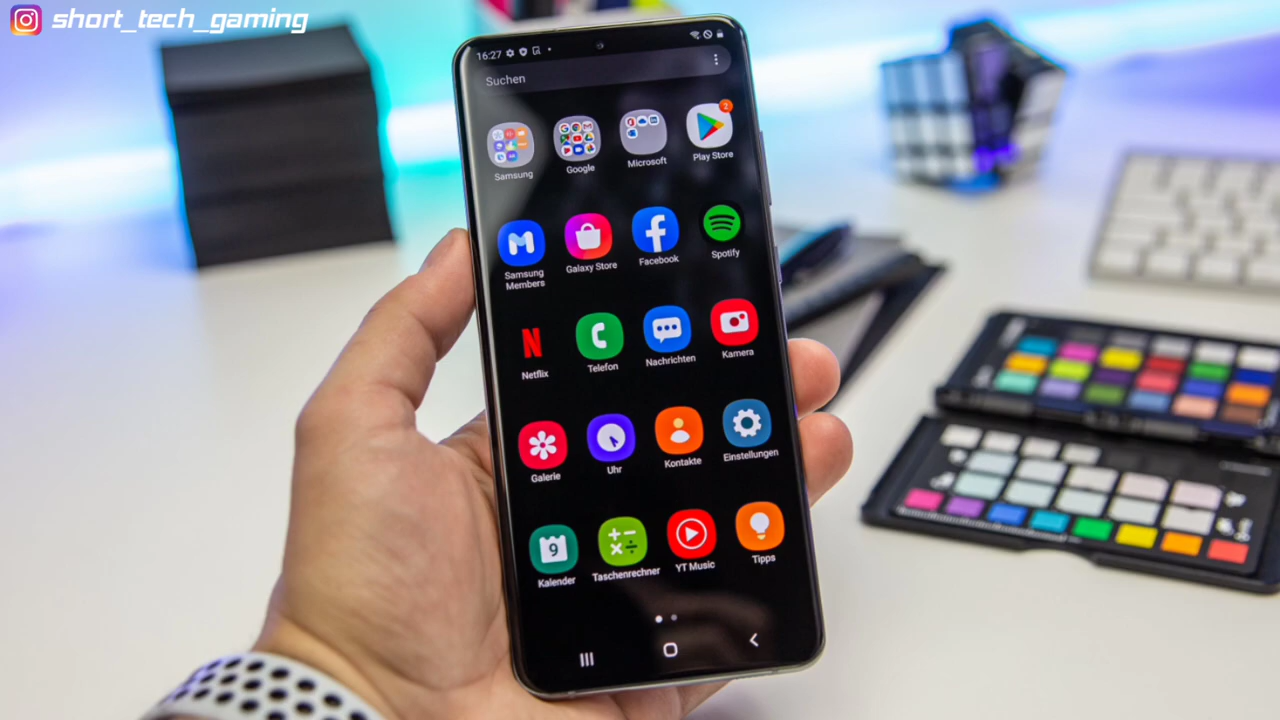 short_tech_gaming
16:27
Suchen
Samsung
Google
Microsoft
2
Play Store
Samsung
Members
Galaxy Store
Facebook
Spotify
N
Netflix
Telefon
Nachrichten
Kamera
Galerie
Uhr
Kontakte
Einstellungen
9
Kalender
Taschenrechner
YT Music
Tipps